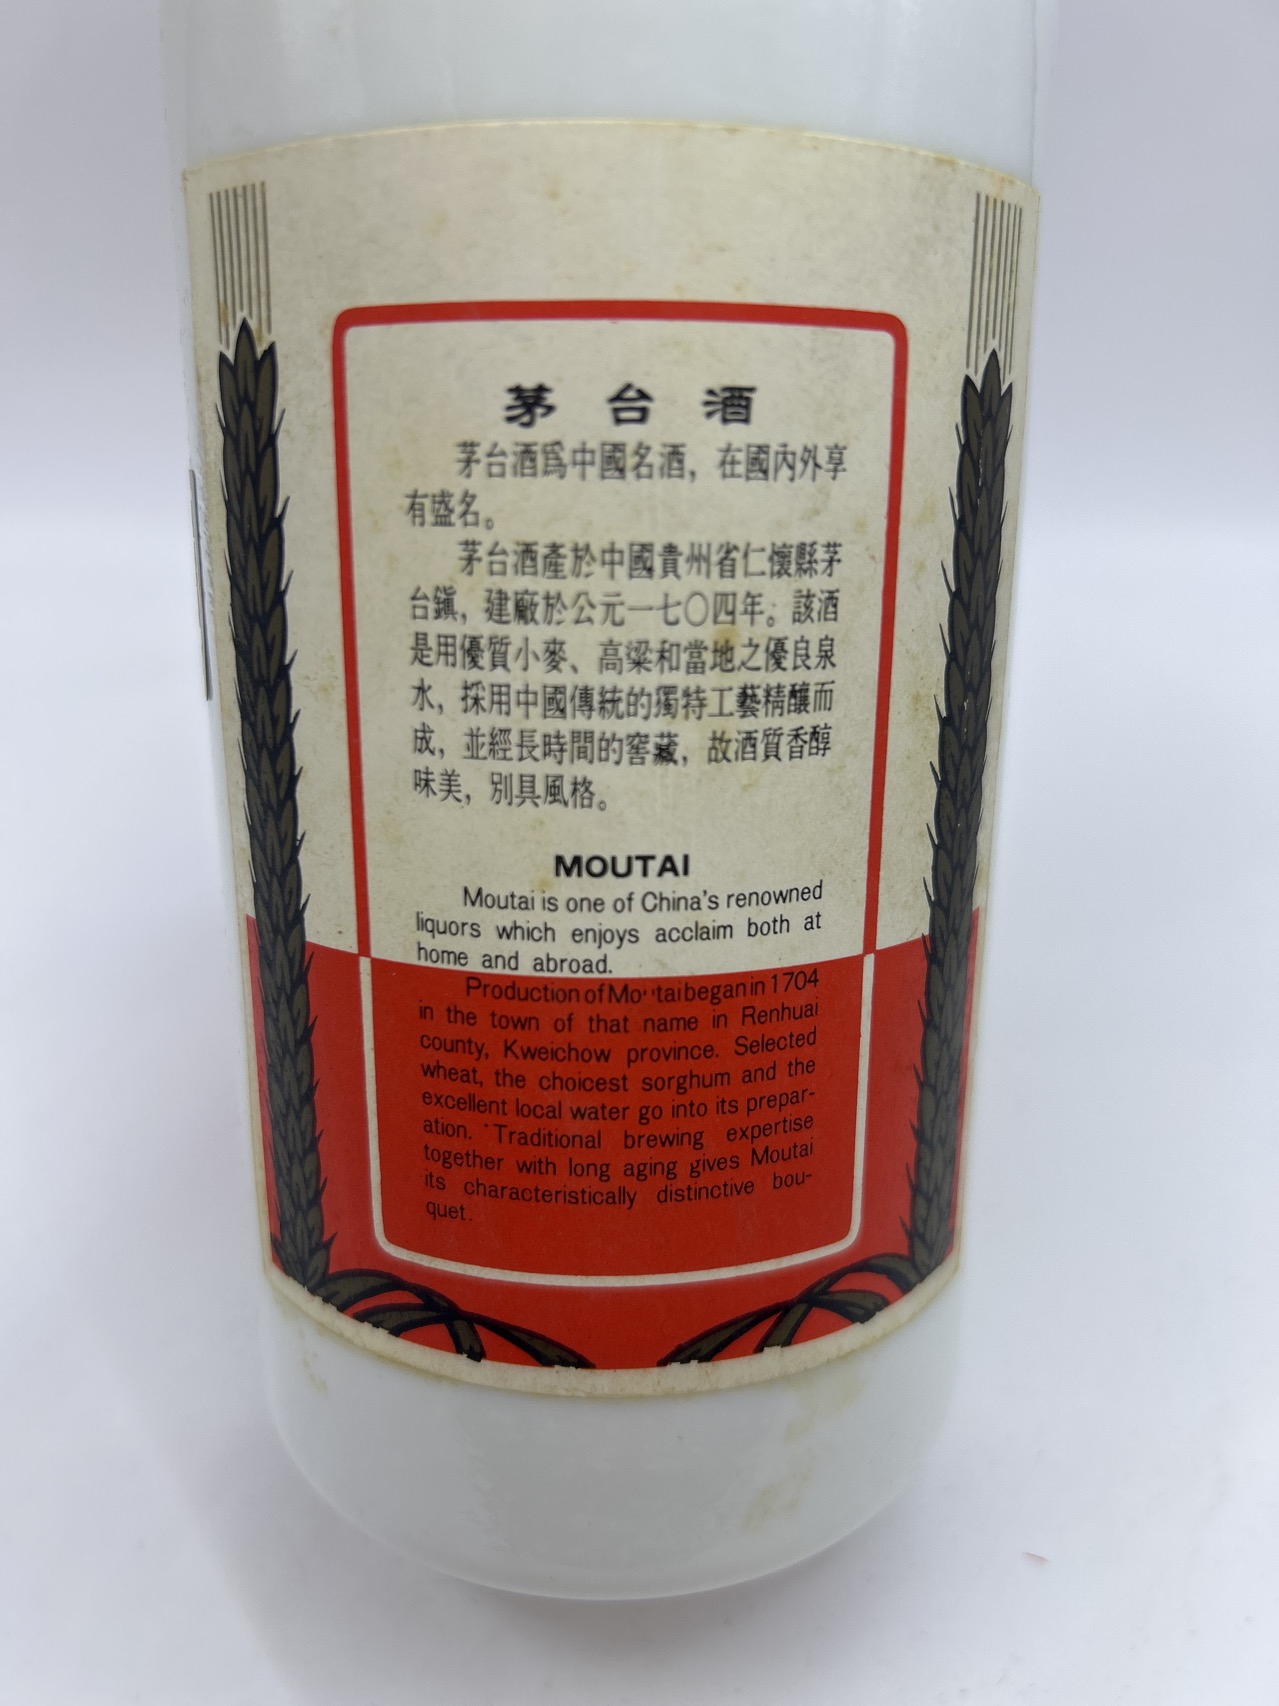 茅台酒
茅台酒爲中國名酒，在國內外享
有盛名。
茅台酒產於中國貴州省仁懷縣茅
台鎭，建廠於公元一七〇四年。該酒
是用優質小麥、高粱和當地之優良泉
水，採用中國傳統的獨特工藝精釀而
成，並經長時間的窖藏，故酒質香醇
味美，別具風格。
MOUTAI
Moutai is one of China's renowned
liquors which enjoys acclaim both at
home and abroad.
Production of Moutai began in 1704
in the town of that name in Renhuai
county, Kweichow province. Selected
wheat, the choicest sorghum and the
excellent local water go into its prepar-
ation. Traditional brewing expertise
together with long aging gives Moutai
its characteristically distinctive bou-
quet.